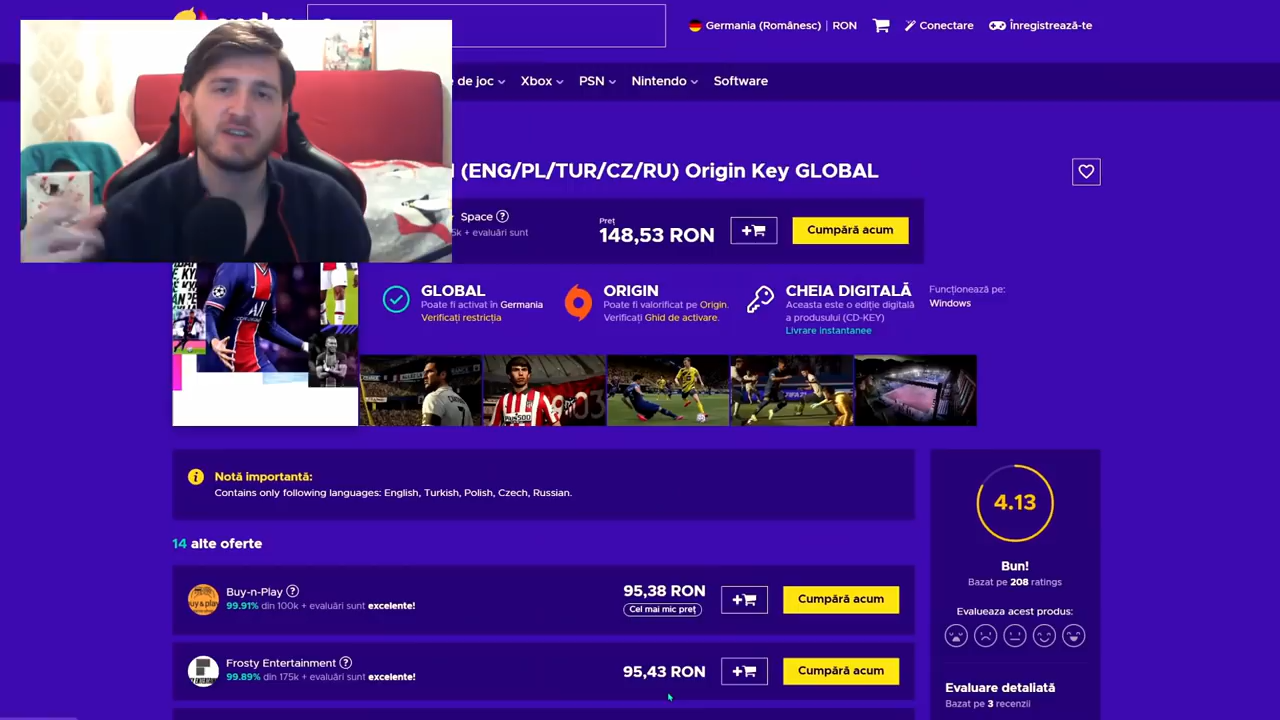 Germania (Românesc) | RON
Conectare
Înregistrează-te
de joc
Xbox
PSN
Nintendo
Software
(ENG/PL/TUR/CZ/RU) Origin Key GLOBAL
Space
5k + evaluări sunt
Preț
148,53 RON
Cumpără acum
GLOBAL
Poate fi activat în Germania
Verificați restricția
ORIGIN
Poate fi valorificat pe Origin.
Verificați Ghid de activare.
CHEIA DIGITALĂ
Aceasta este o ediție digitală
a produsului (CD-KEY)
Livrare instantanee
Funcționează pe:
Windows
Notă importantă:
Contains only following languages: English, Turkish, Polish, Czech, Russian.
14 alte oferte
Buy-n-Play
99.91% din 100k + evaluări sunt excelente!
95,38 RON
Cel mai mic preț
Cumpără acum
Frosty Entertainment
99.89% din 175k + evaluări sunt excelente!
95,43 RON
Cumpără acum
4.13
Bun!
Bazat pe 208 ratings
Evalueaza acest produs:
Evaluare detaliată
Bazat pe 3 recenzii